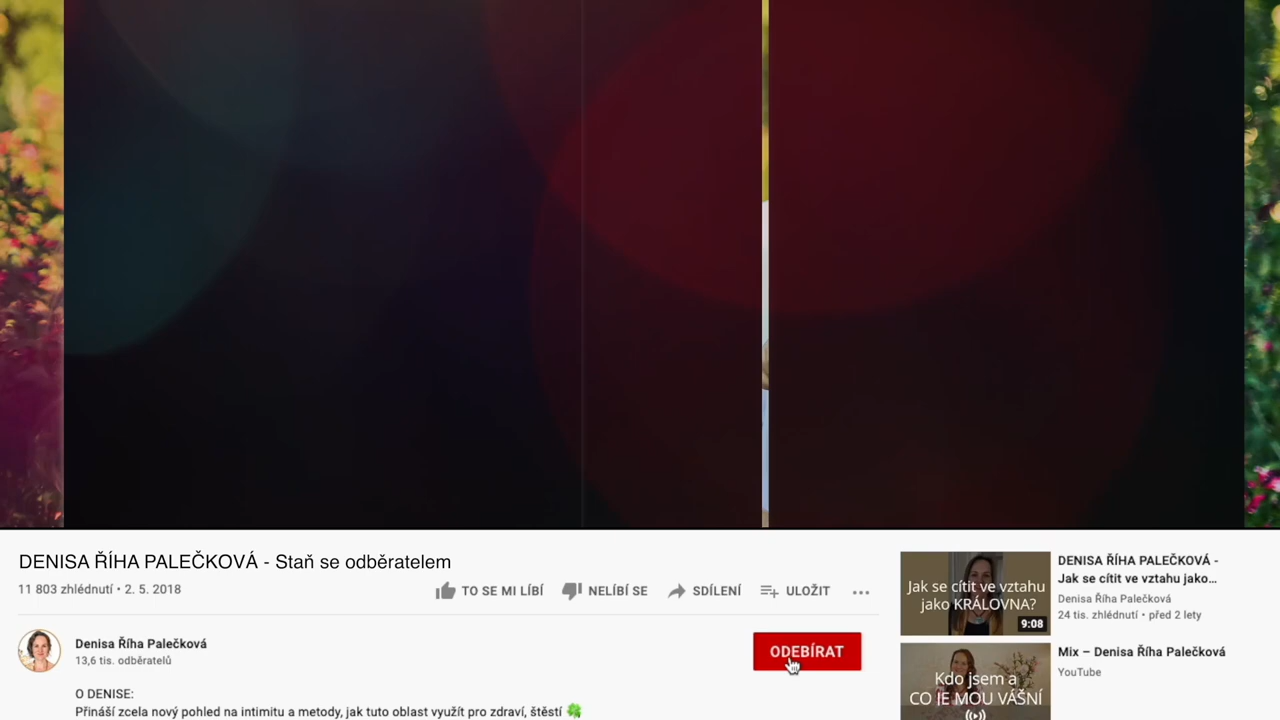 DENISA ŘÍHA PALEČKOVÁ - Staň se odběratelem
11 803 zhlédnutí • 2. 5. 2018
TO SE MI LÍBÍ
NELÍBÍ SE
SDÍLENÍ
ULOŽIT
Denisa Říha Palečková
13,6 tis. odběratelů
ODEBÍRAT
O DENISE:
Přináší zcela nový pohled na intimitu a metody, jak tuto oblast využít pro zdraví, štěstí 🍀
Jak se cítit ve vztahu
jako KRÁLOVNA?
9:08
DENISA ŘÍHA PALEČKOVÁ -
Jak se cítit ve vztahu jako...
Denisa Říha Palečková
24 tis. zhlédnutí • před 2 lety
Kdo jsem a
CO JE MOU VÁŠNÍ
Mix – Denisa Říha Palečková
YouTube